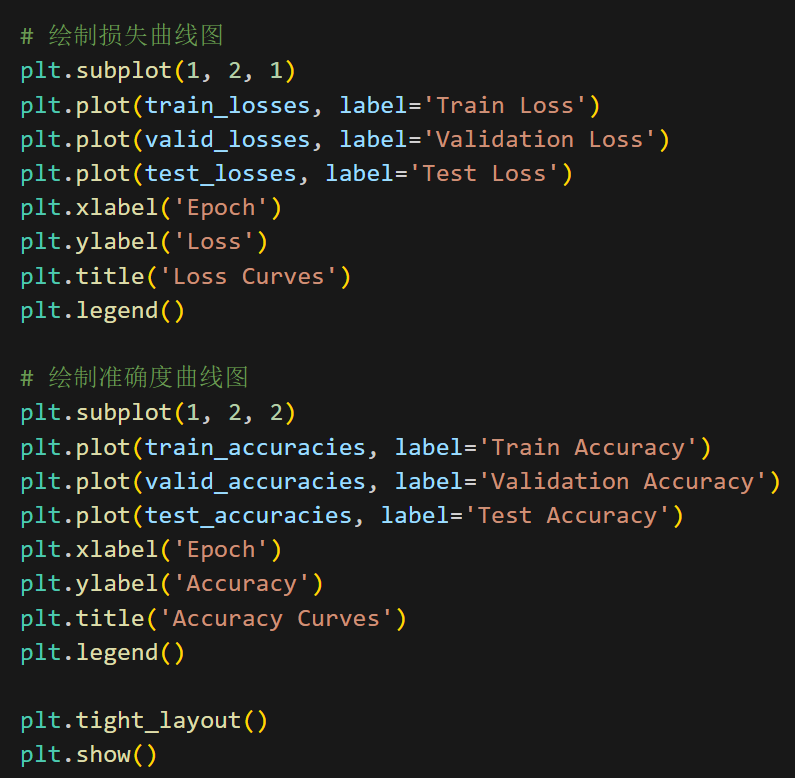 # 绘制损失曲线图
plt.subplot(1, 2, 1)
plt.plot(train_losses, label='Train Loss')
plt.plot(valid_losses, label='Validation Loss')
plt.plot(test_losses, label='Test Loss')
plt.xlabel('Epoch')
plt.ylabel('Loss')
plt.title('Loss Curves')
plt.legend()

# 绘制准确度曲线图
plt.subplot(1, 2, 2)
plt.plot(train_accuracies, label='Train Accuracy')
plt.plot(valid_accuracies, label='Validation Accuracy')
plt.plot(test_accuracies, label='Test Accuracy')
plt.xlabel('Epoch')
plt.ylabel('Accuracy')
plt.title('Accuracy Curves')
plt.legend()

plt.tight_layout()
plt.show()